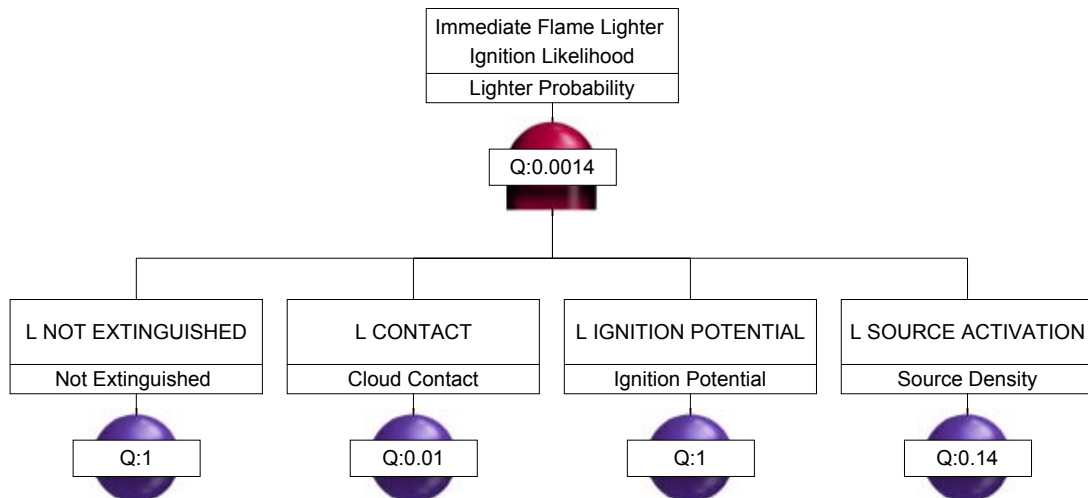 Immediate Flame Lighter
Ignition Likelihood
Lighter Probability
Q:0.0014
L NOT EXTINGUISHED
L CONTACT
L IGNITION POTENTIAL
L SOURCE ACTIVATION
Not Extinguished
Cloud Contact
Ignition Potential
Source Density
Q:1
Q:0.01
Q:1
Q:0.14